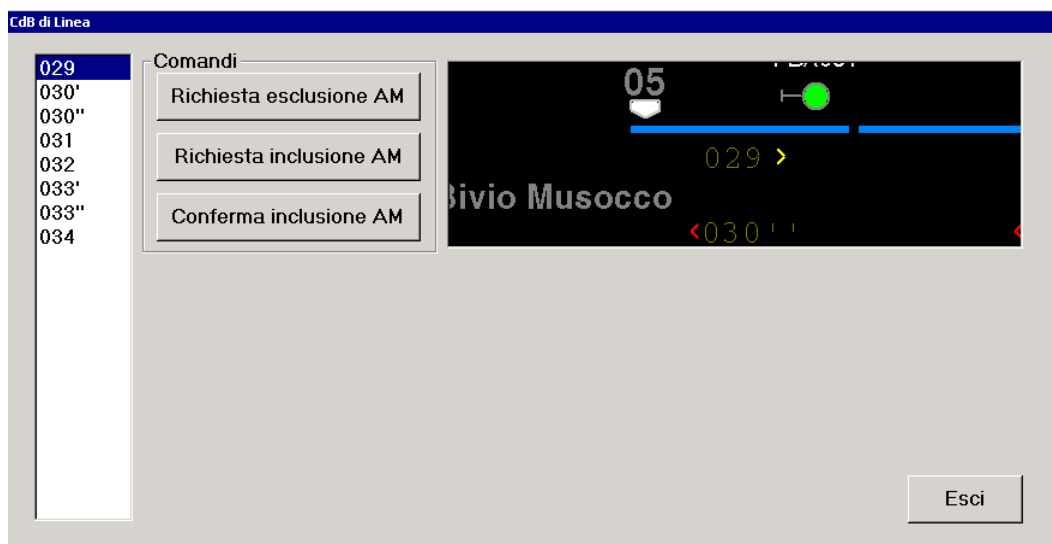 CdB di Linea
029
030'
030"
031
032
033'
033"
034
Comandi
Richiesta esclusione AM
Richiesta inclusione AM
Conferma inclusione AM
05
029 >
Bivio Musocco
<030''
<
Esci